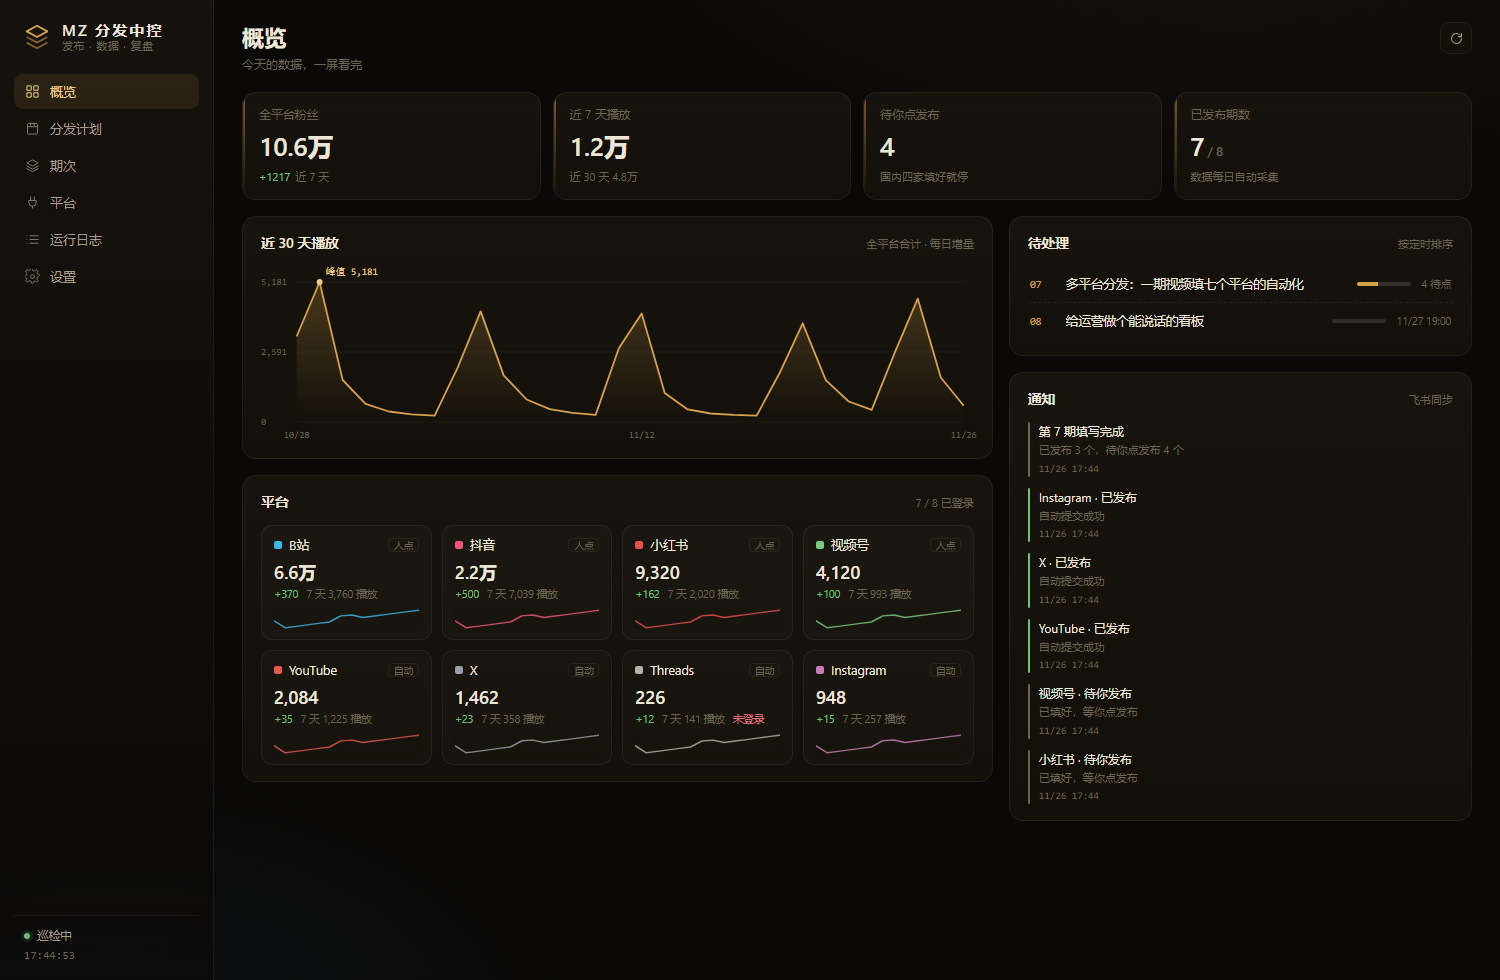 MZ 分发中控
发布 · 数据 · 复盘
概览
分发计划
期次
平台
运行日志
设置
巡检中
17:44:53
概览
今天的数据，一屏看完
全平台粉丝
10.6万
+1217 近 7 天
近 7 天播放
1.2万
近 30 天 4.8万
待你点发布
4
国内四家填好就停
已发布期数
7 / 8
数据每日自动采集
近 30 天播放
全平台合计 · 每日增量
峰值 5,181
5,181
2,591
0
10/28
11/12
11/26
平台
7 / 8 已登录
B站
人点
6.6万
+370 7 天 3,760 播放
抖音
人点
2.2万
+500 7 天 7,039 播放
小红书
人点
9,320
+162 7 天 2,020 播放
视频号
人点
4,120
+100 7 天 993 播放
YouTube
自动
2,084
+35 7 天 1,225 播放
X
自动
1,462
+23 7 天 358 播放
Threads
自动
226
+12 7 天 141 播放 未登录
Instagram
自动
948
+15 7 天 257 播放
待处理
按定时排序
07 多平台分发：一期视频填七个平台的自动化 4 待点
08 给运营做个能说话的看板 11/27 19:00
通知
飞书同步
第 7 期填写完成
已发布 3 个，待你点发布 4 个
11/26 17:44
Instagram · 已发布
自动提交成功
11/26 17:44
X · 已发布
自动提交成功
11/26 17:44
YouTube · 已发布
自动提交成功
11/26 17:44
视频号 · 待你发布
已填好，等你点发布
11/26 17:44
小红书 · 待你发布
已填好，等你点发布
11/26 17:44